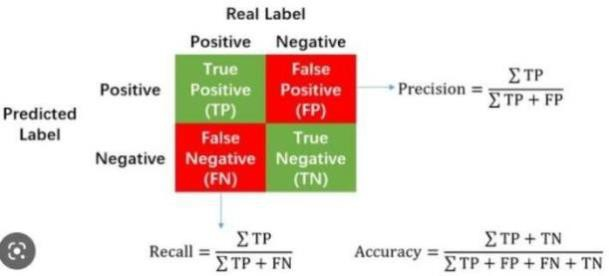 Real Label
Positive Negative
True Positive (TP)
False Positive (FP)
Positive
Precision = ∑ TP / ∑ TP + FP
Predicted Label
Negative
False Negative (FN)
True Negative (TN)
Recall = ∑ TP / ∑ TP + FN
Accuracy = ∑ TP + TN / ∑ TP + FP + FN + TN